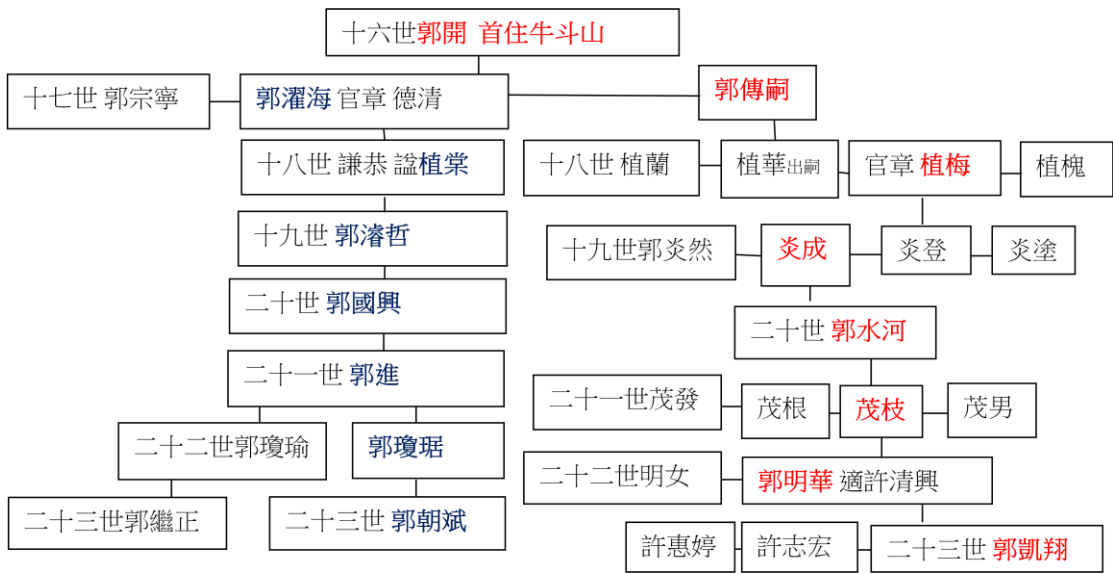 十六世郭開 首住牛斗山
十七世 郭宗寧
郭濯海 官章 德清
郭傳嗣
十八世 謙恭 諡植棠
十八世 植蘭
植華出嗣
官章 植梅
植槐
十九世 郭濬哲
十九世郭炎然
炎成
炎登
炎塗
二十世 郭國興
二十世 郭水河
二十一世 郭進
二十一世茂發
茂根
茂枝
茂男
二十二世郭瓊瑜
郭瓊琚
二十二世明女
郭明華 適許清興
二十三世郭繼正
二十三世 郭朝斌
許惠婷
許志宏
二十三世 郭凱翔